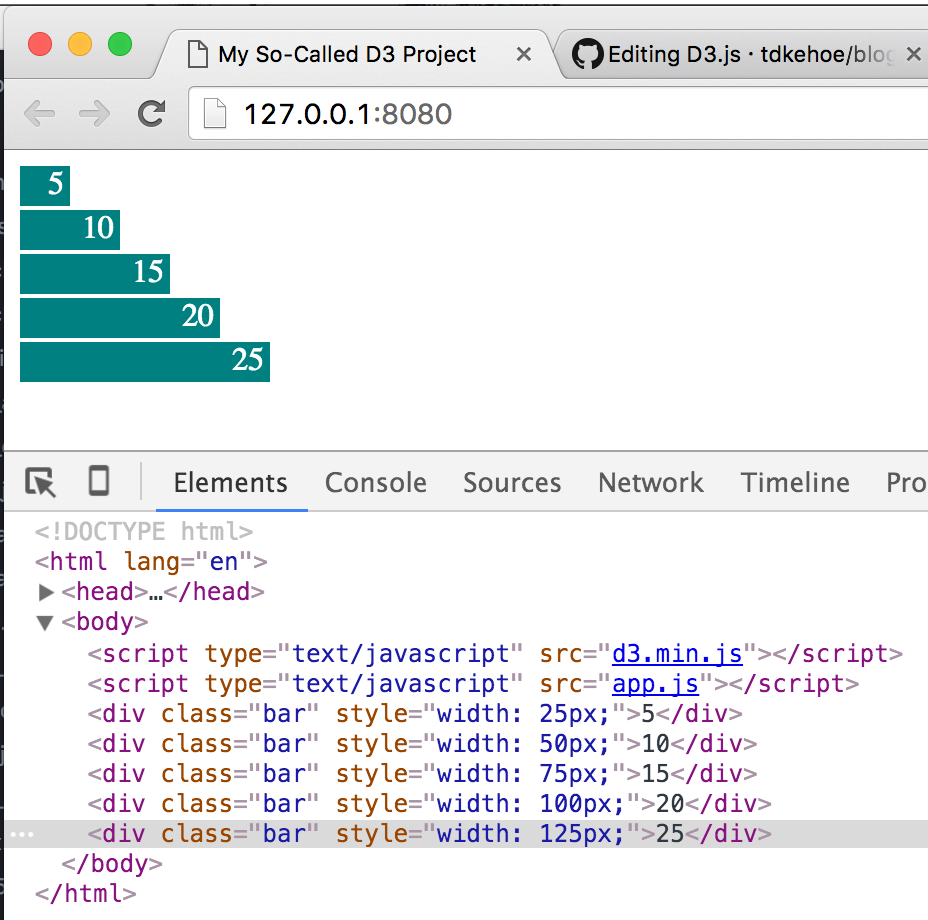 My So-Called D3 Project × Editing D3.js · tdkehoe/blog ×
127.0.0.1:8080
5
10
15
20
25
Elements Console Sources Network Timeline Pro
<!DOCTYPE html>
<html lang="en">
▶<head>…</head>
▼<body>
<script type="text/javascript" src="d3.min.js"></script>
<script type="text/javascript" src="app.js"></script>
<div class="bar" style="width: 25px;">5</div>
<div class="bar" style="width: 50px;">10</div>
<div class="bar" style="width: 75px;">15</div>
<div class="bar" style="width: 100px;">20</div>
... <div class="bar" style="width: 125px;">25</div>
</body>
</html>